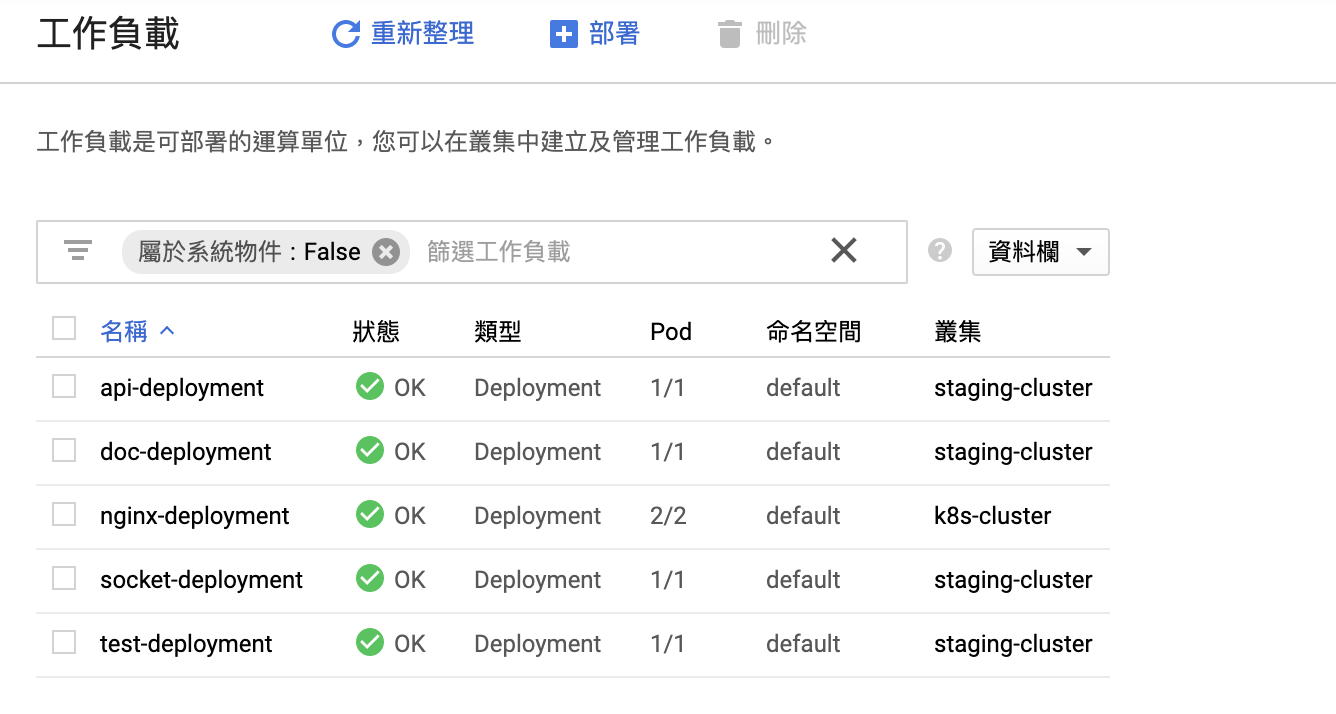 工作負載 重新整理 部署 刪除
工作負載是可部署的運算單位，您可以在叢集中建立及管理工作負載。
屬於系統物件：False 篩選工作負載 資料欄
名稱 狀態 類型 Pod 命名空間 叢集
api-deployment OK Deployment 1/1 default staging-cluster
doc-deployment OK Deployment 1/1 default staging-cluster
nginx-deployment OK Deployment 2/2 default k8s-cluster
socket-deployment OK Deployment 1/1 default staging-cluster
test-deployment OK Deployment 1/1 default staging-cluster